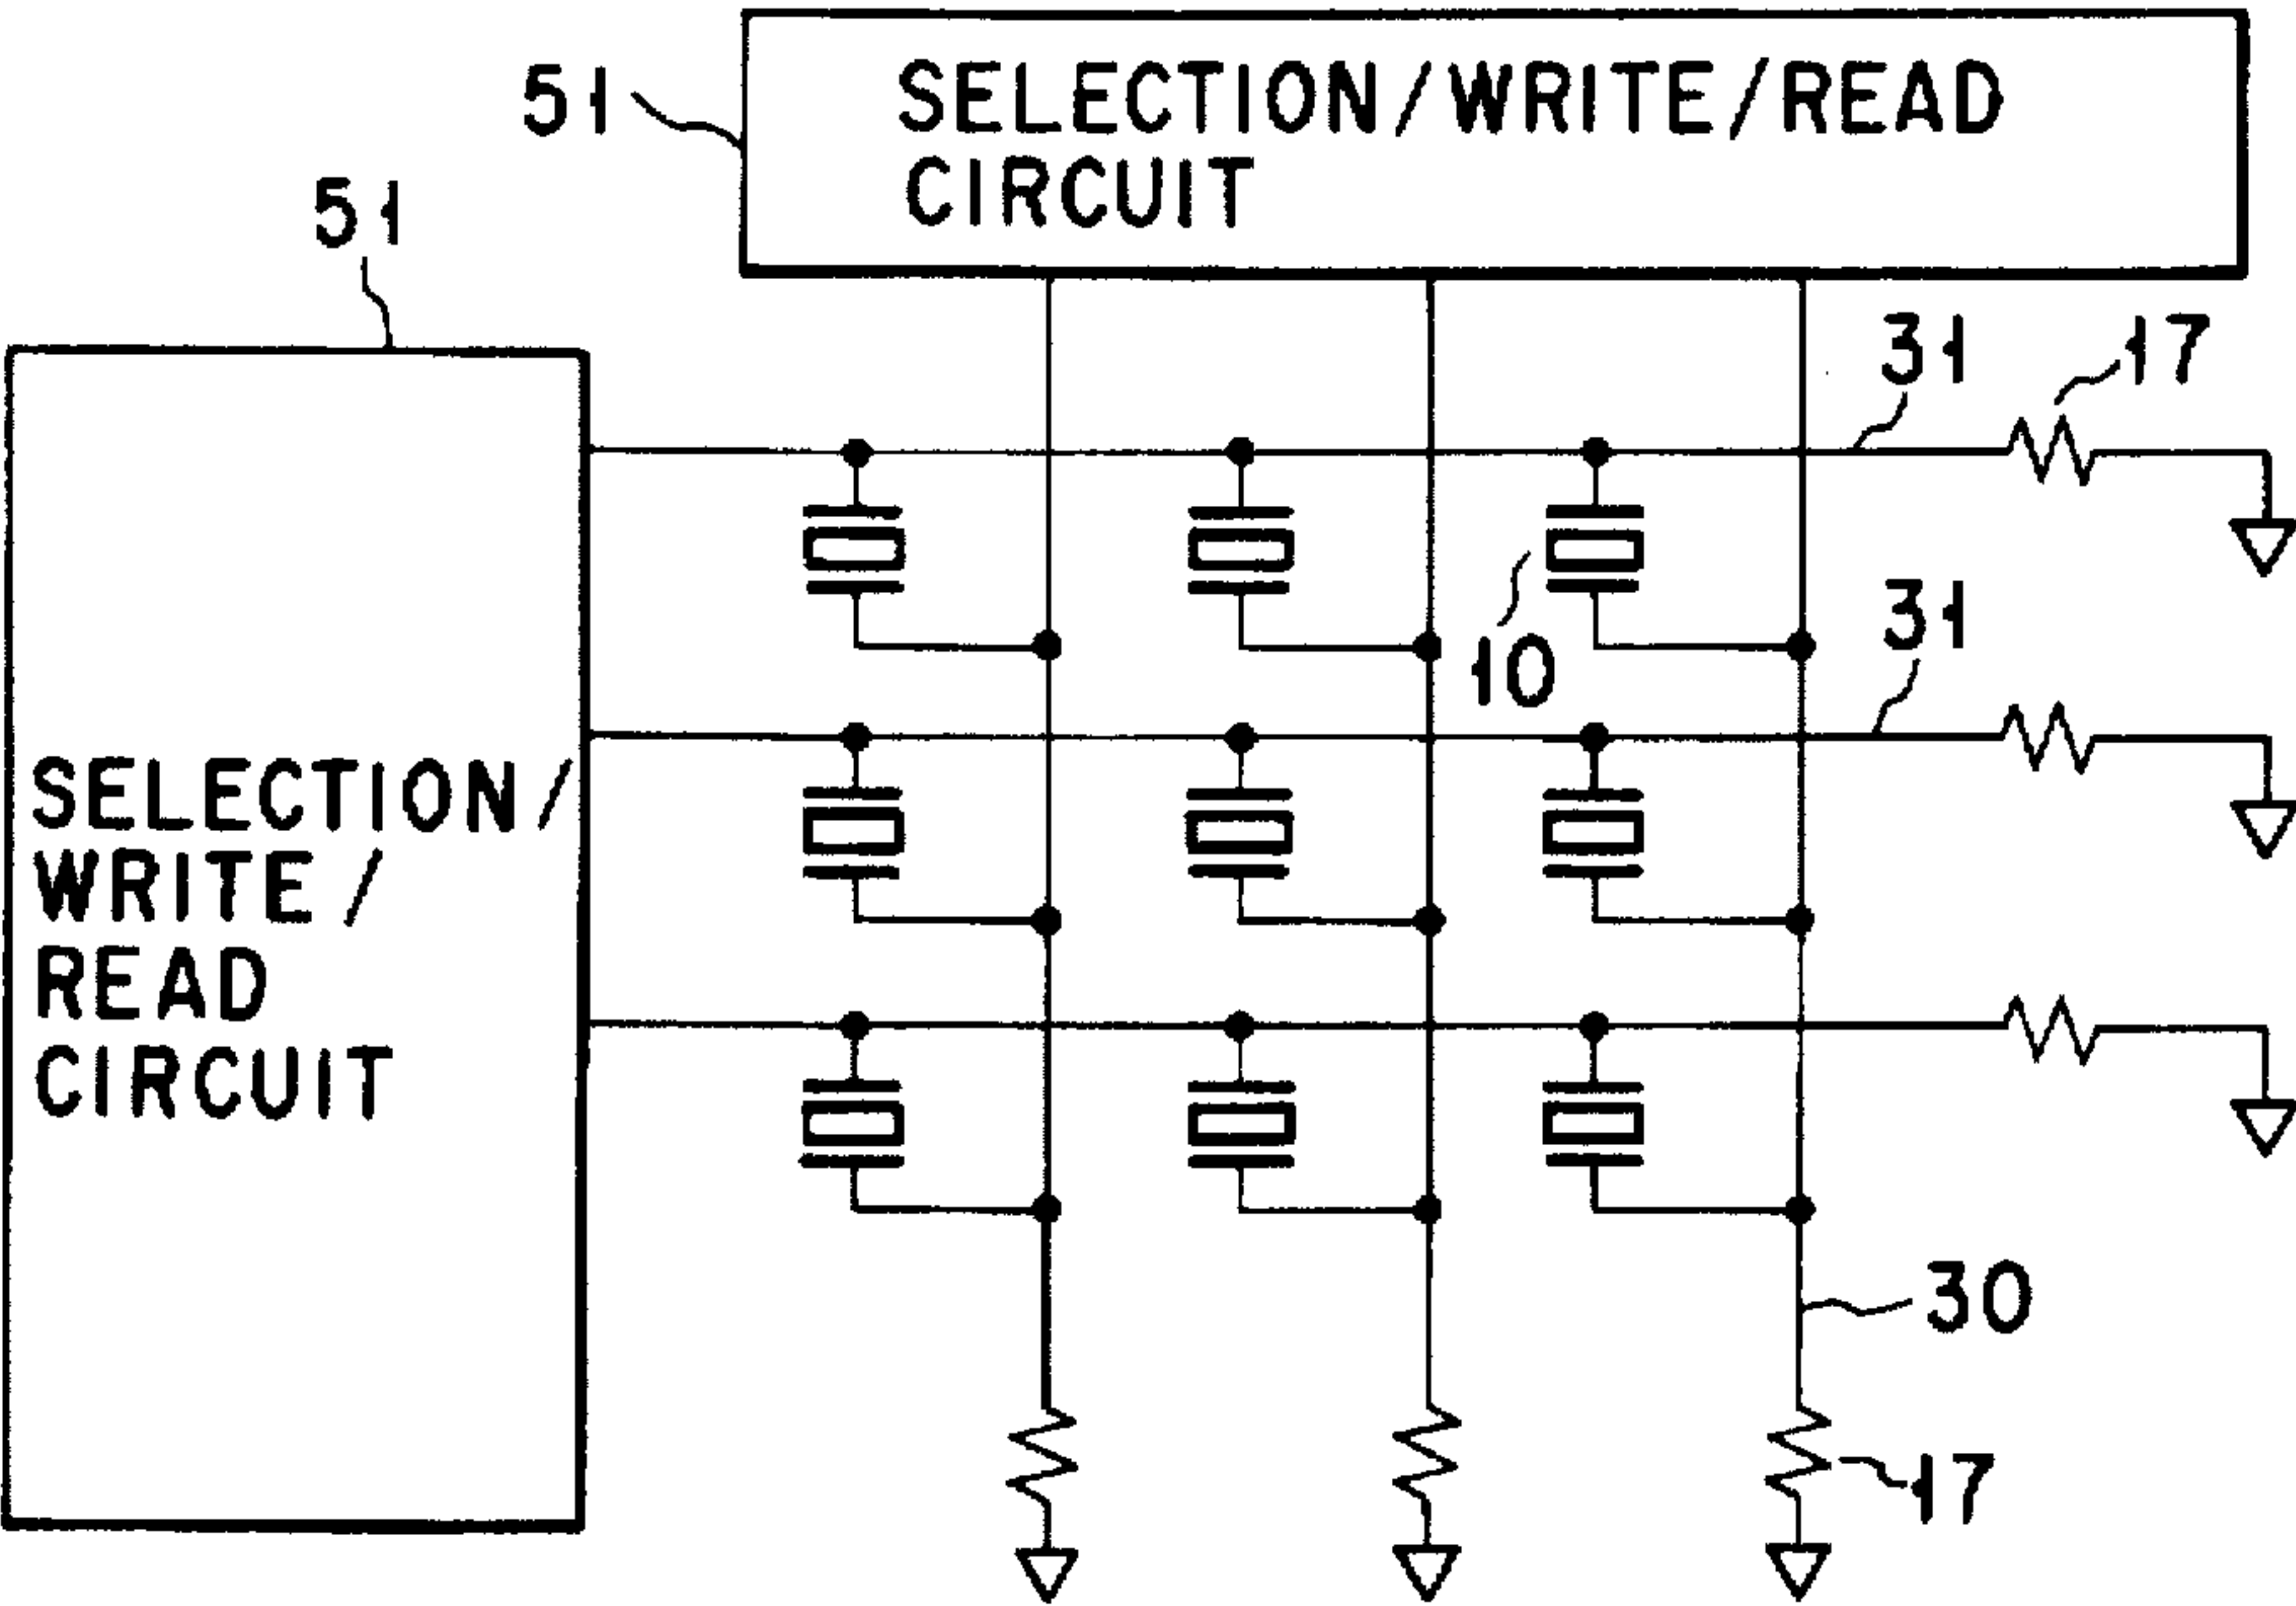 51
SELECTION/WRITE/READ
CIRCUIT
51
31
17
31
10
SELECTION/
WRITE/
READ
CIRCUIT
30
17